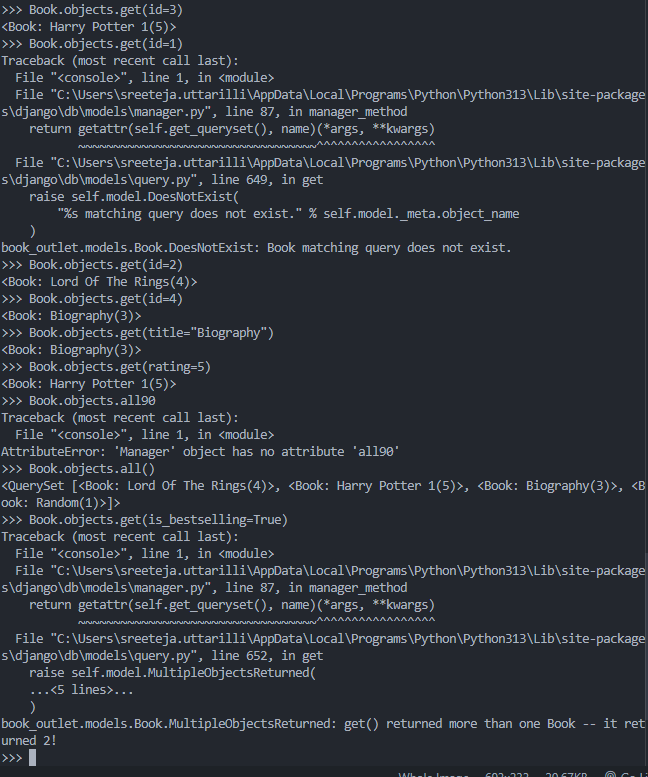 >>> Book.objects.get(id=3)
<Book: Harry Potter 1(5)>
>>> Book.objects.get(id=1)
Traceback (most recent call last):
  File "<console>", line 1, in <module>
  File "C:\Users\sreeteja.uttarilli\AppData\Local\Programs\Python\Python313\Lib\site-package
s\django\db\models\manager.py", line 87, in manager_method
    return getattr(self.get_queryset(), name)(*args, **kwargs)
           ~~~~~~~~~~~~~~~~~~~~~~~~~~~~~~~~~~^^^^^^^^^^^^^^^^^
  File "C:\Users\sreeteja.uttarilli\AppData\Local\Programs\Python\Python313\Lib\site-package
s\django\db\models\query.py", line 649, in get
    raise self.model.DoesNotExist(
        "%s matching query does not exist." % self.model._meta.object_name
    )
book_outlet.models.Book.DoesNotExist: Book matching query does not exist.
>>> Book.objects.get(id=2)
<Book: Lord Of The Rings(4)>
>>> Book.objects.get(id=4)
<Book: Biography(3)>
>>> Book.objects.get(title="Biography")
<Book: Biography(3)>
>>> Book.objects.get(rating=5)
<Book: Harry Potter 1(5)>
>>> Book.objects.all90
Traceback (most recent call last):
  File "<console>", line 1, in <module>
AttributeError: 'Manager' object has no attribute 'all90'
>>> Book.objects.all()
<QuerySet [<Book: Lord Of The Rings(4)>, <Book: Harry Potter 1(5)>, <Book: Biography(3)>, <B
ook: Random(1)>]>
>>> Book.objects.get(is_bestselling=True)
Traceback (most recent call last):
  File "<console>", line 1, in <module>
  File "C:\Users\sreeteja.uttarilli\AppData\Local\Programs\Python\Python313\Lib\site-package
s\django\db\models\manager.py", line 87, in manager_method
    return getattr(self.get_queryset(), name)(*args, **kwargs)
           ~~~~~~~~~~~~~~~~~~~~~~~~~~~~~~~~~~^^^^^^^^^^^^^^^^^
  File "C:\Users\sreeteja.uttarilli\AppData\Local\Programs\Python\Python313\Lib\site-package
s\django\db\models\query.py", line 652, in get
    raise self.model.MultipleObjectsReturned(
    ...<5 lines>...
    )
book_outlet.models.Book.MultipleObjectsReturned: get() returned more than one Book -- it ret
urned 2!
>>>